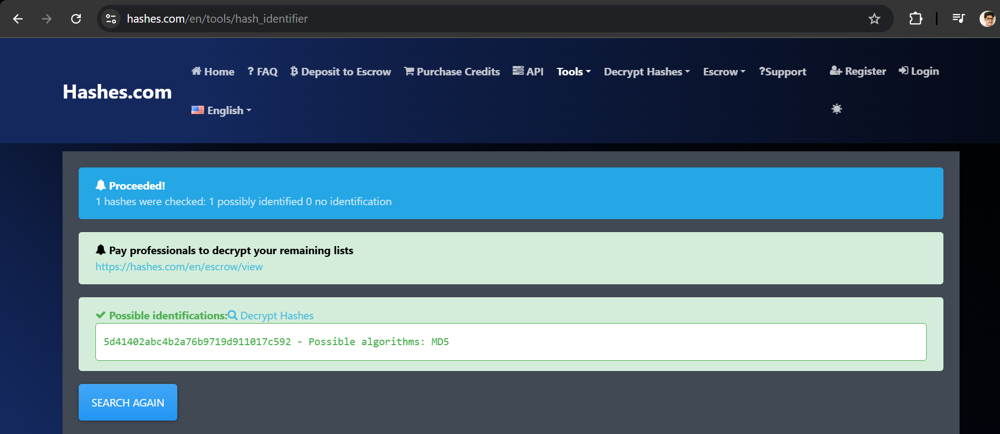 hashes.com/en/tools/hash_identifier
Hashes.com
Home ? FAQ Deposit to Escrow Purchase Credits API Tools Decrypt Hashes Escrow ?Support Register Login
English
Proceeded!
1 hashes were checked: 1 possibly identified 0 no identification
Pay professionals to decrypt your remaining lists
https://hashes.com/en/escrow/view
Possible identifications: Decrypt Hashes
5d41402abc4b2a76b9719d911017c592 - Possible algorithms: MD5
SEARCH AGAIN